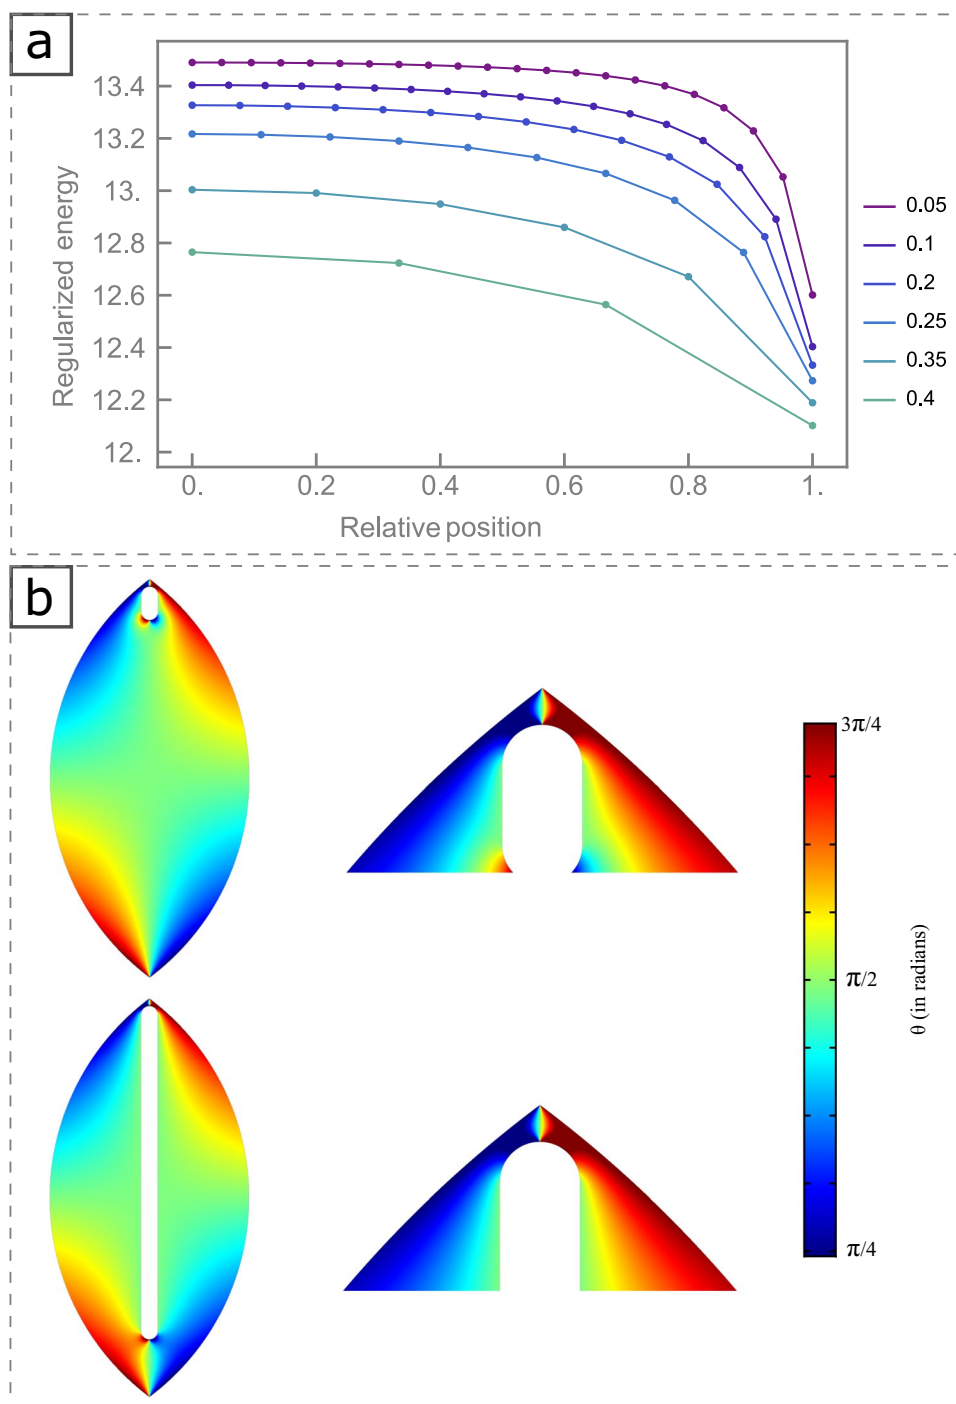 a
13.4
13.2
13.
12.8
12.6
12.4
12.2
12.
Regularized energy
0.
0.2
0.4
0.6
0.8
1.
Relative position
0.05
0.1
0.2
0.25
0.35
0.4
b
3π/4
π/2
π/4
θ (in radians)